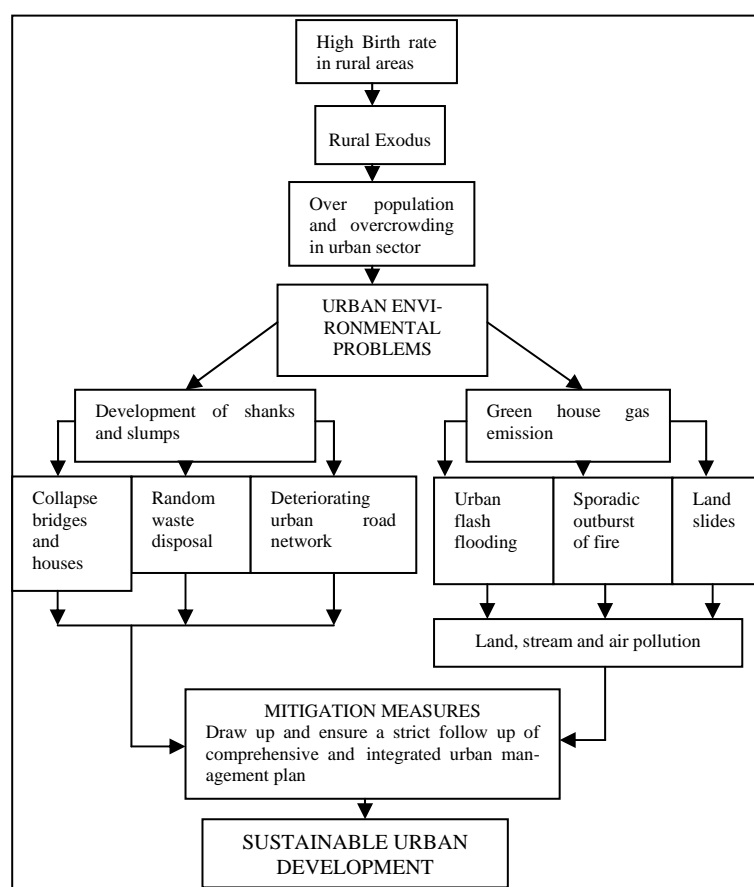 High Birth rate
in rural areas
Rural Exodus
Over population
and overcrowding
in urban sector
URBAN ENVI-
RONMENTAL
PROBLEMS
Development of shanks
and slumps
Green house gas
emission
Collapse
bridges
and
houses
Random
waste
disposal
Deteriorating
urban road
network
Urban
flash
flooding
Sporadic
outburst
of fire
Land
slides
Land, stream and air pollution
MITIGATION MEASURES
Draw up and ensure a strict follow up of
comprehensive and integrated urban man-
agement plan
SUSTAINABLE URBAN
DEVELOPMENT